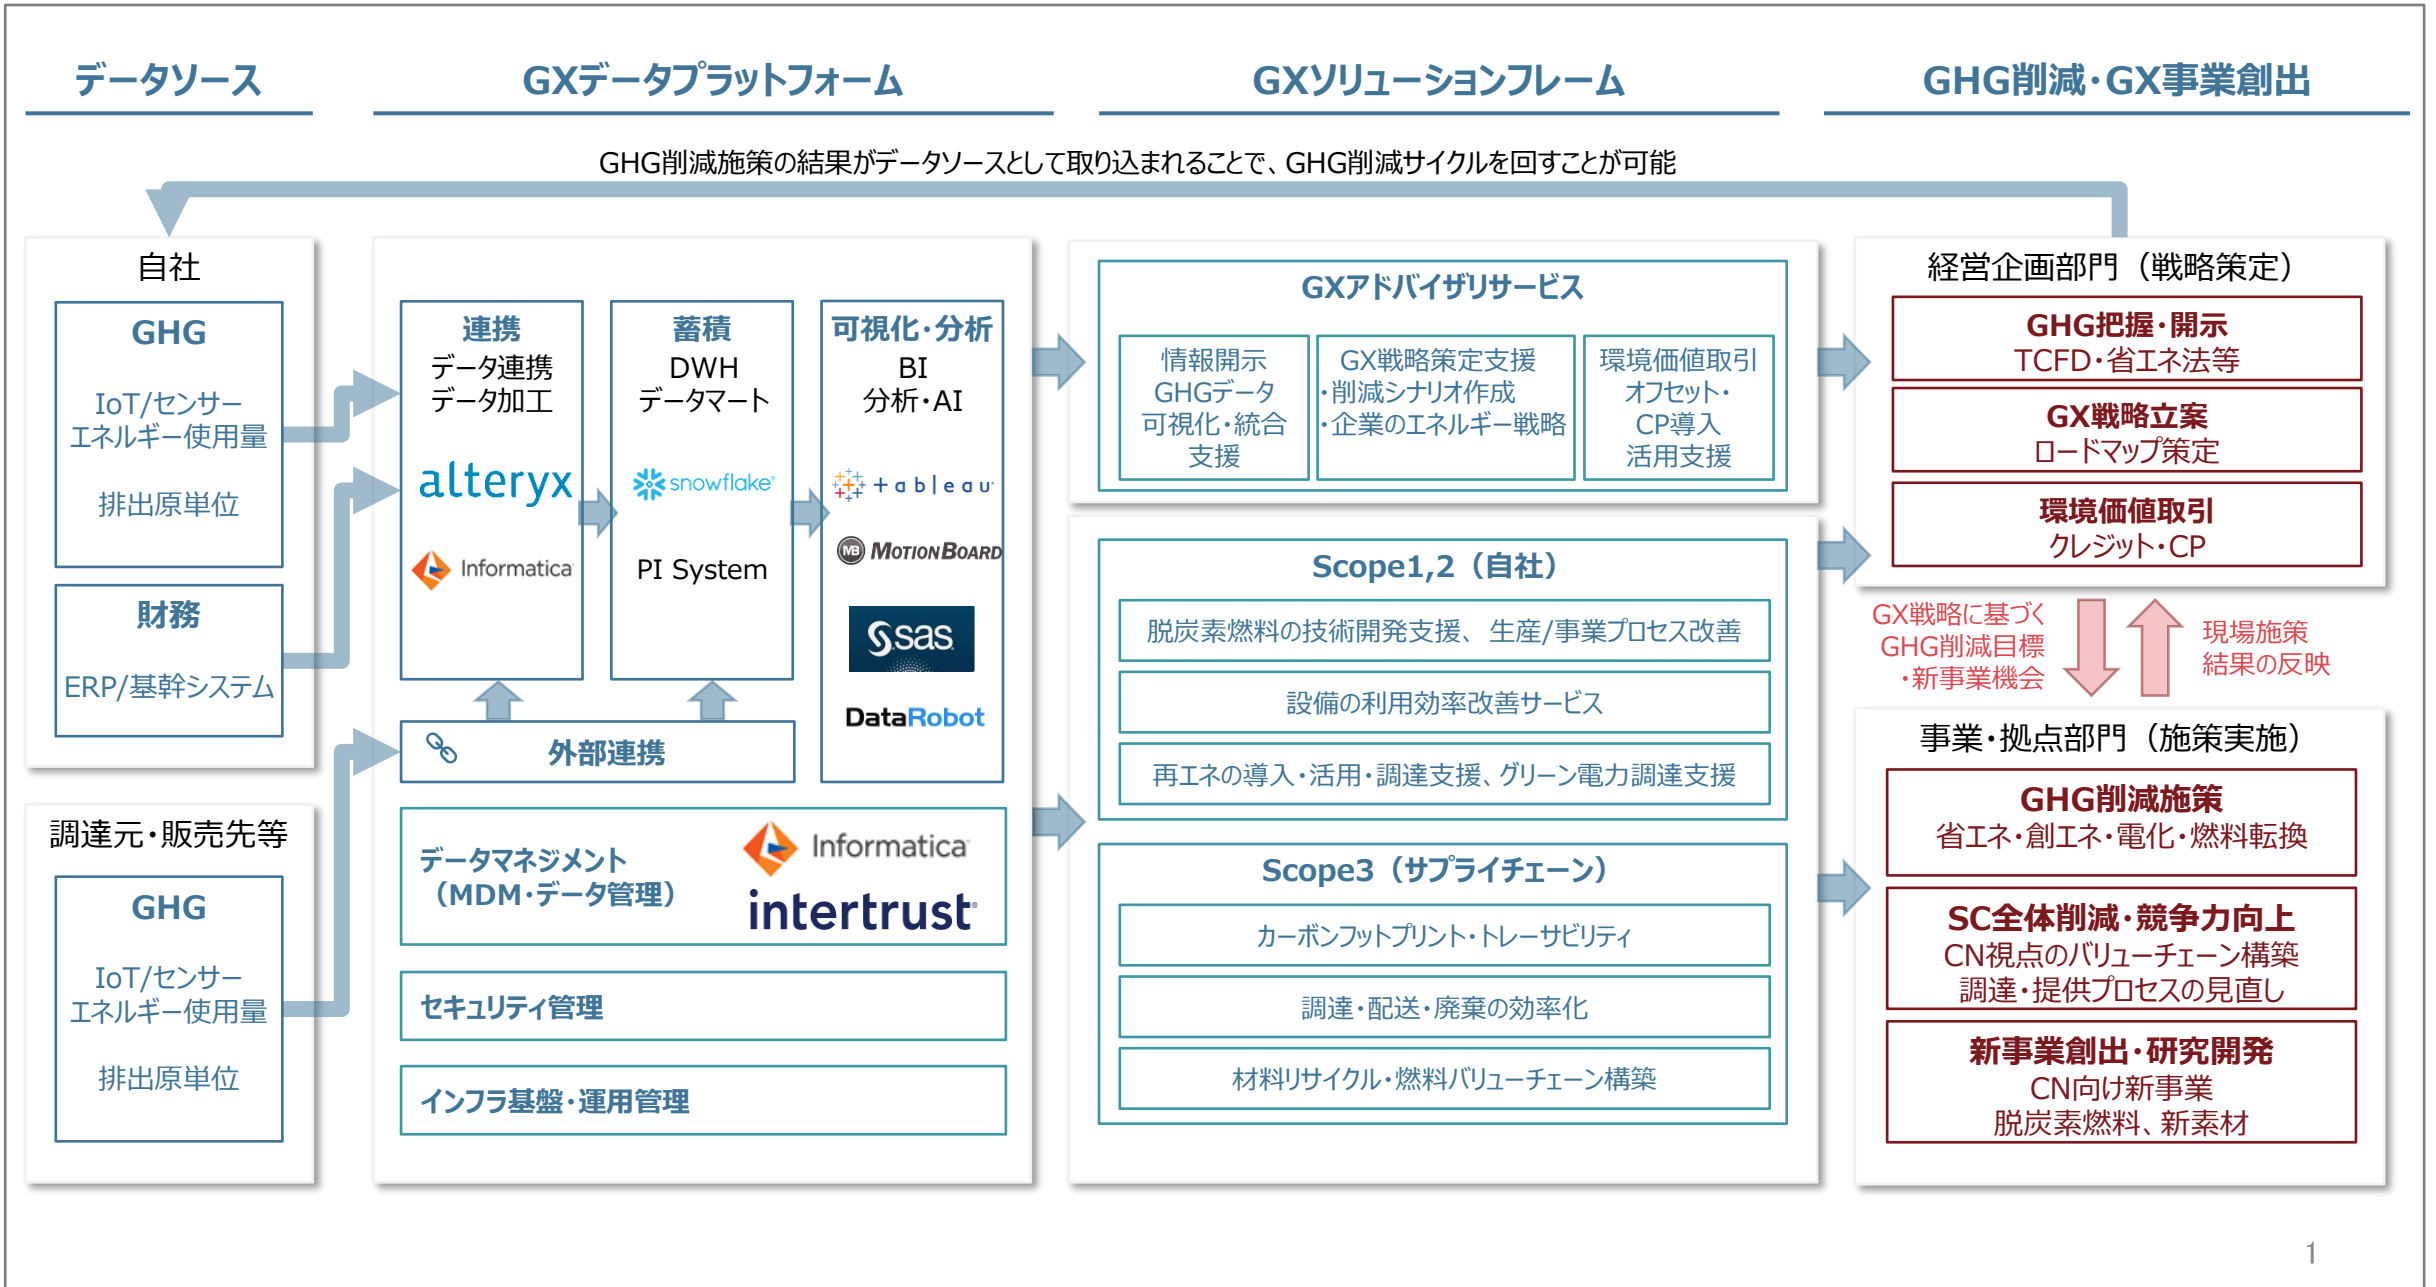 データソース
GXデータプラットフォーム
GXソリューションフレーム
GHG削減・GX事業創出
GHG削減施策の結果がデータソースとして取り込まれることで、GHG削減サイクルを回すことが可能
自社
GHG
IoT/センサー
エネルギー使用量
排出原単位
財務
ERP/基幹システム
調達元・販売先等
GHG
IoT/センサー
エネルギー使用量
排出原単位
連携
データ連携
データ加工
alteryx
Informatica
蓄積
DWH
データマート
snowflake
PI System
可視化・分析
BI
分析・AI
tableau
MB MOTIONBOARD
sas
DataRobot
外部連携
データマネジメント
（MDM・データ管理）
Informatica
intertrust
セキュリティ管理
インフラ基盤・運用管理
GXアドバイザリサービス
情報開示
GHGデータ
可視化・統合
支援
GX戦略策定支援
・削減シナリオ作成
・企業のエネルギー戦略
環境価値取引
オフセット・
CP導入
活用支援
Scope1,2（自社）
脱炭素燃料の技術開発支援、生産/事業プロセス改善
設備の利用効率改善サービス
再エネの導入・活用・調達支援、グリーン電力調達支援
Scope3（サプライチェーン）
カーボンフットプリント・トレーサビリティ
調達・配送・廃棄の効率化
材料リサイクル・燃料バリューチェーン構築
経営企画部門（戦略策定）
GHG把握・開示
TCFD・省エネ法等
GX戦略立案
ロードマップ策定
環境価値取引
クレジット・CP
GX戦略に基づく
GHG削減目標
・新事業機会
現場施策
結果の反映
事業・拠点部門（施策実施）
GHG削減施策
省エネ・創エネ・電化・燃料転換
SC全体削減・競争力向上
CN視点のバリューチェーン構築
調達・提供プロセスの見直し
新事業創出・研究開発
CN向け新事業
脱炭素燃料、新素材
1